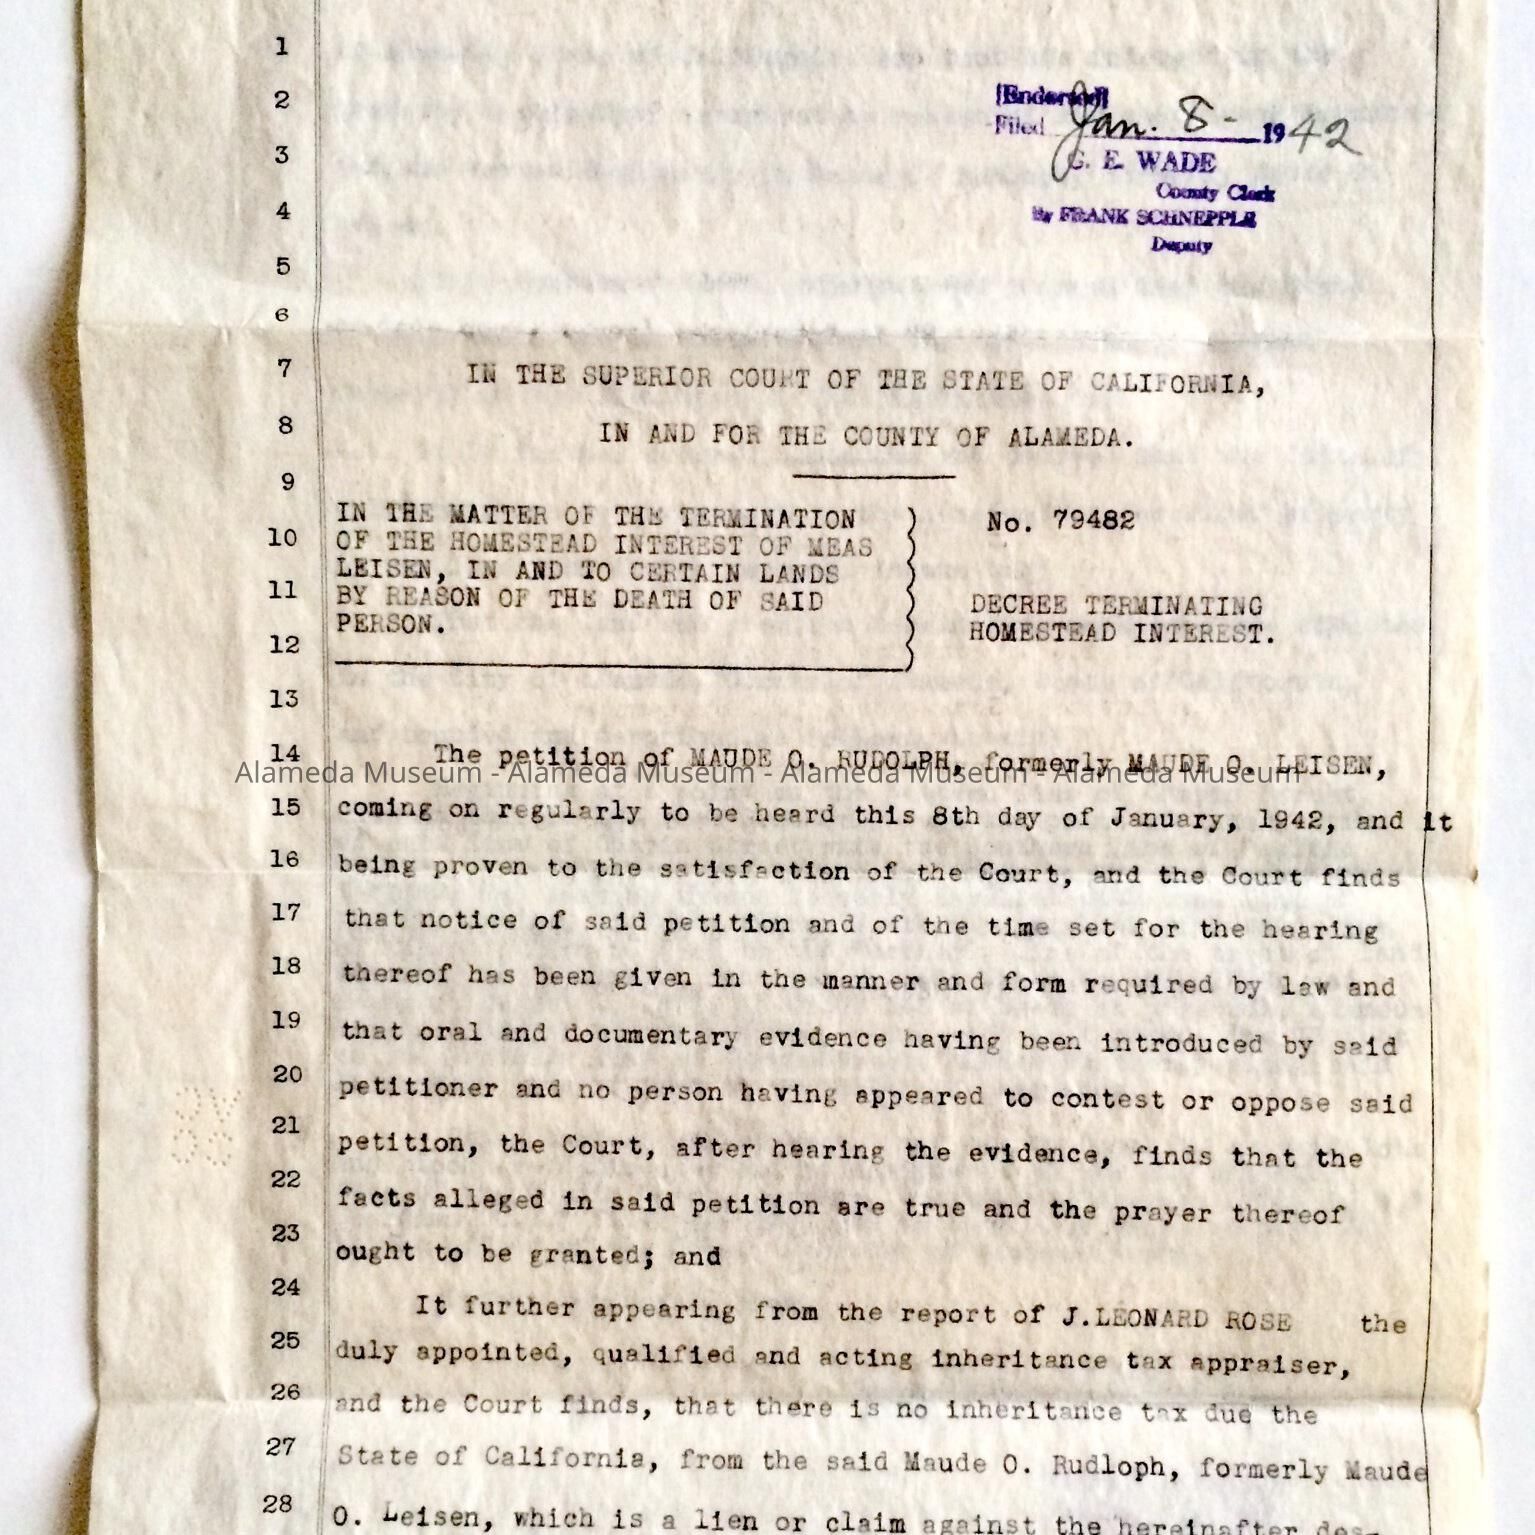 1
2
3
4
5
6
7
8
9
10
11
12
13
14
15
16
17
18
19
20
21
22
23
24
25
26
27
28
[Endorsed]
Filed Jan. 8- 1942
G. E. WADE
County Clerk
By FRANK SCHNEPPLE
Deputy
IN THE SUPERIOR COURT OF THE STATE OF CALIFORNIA,
IN AND FOR THE COUNTY OF ALAMEDA.
IN THE MATTER OF THE TERMINATION
OF THE HOMESTEAD INTEREST OF MEAS
LEISEN, IN AND TO CERTAIN LANDS
BY REASON OF THE DEATH OF SAID
PERSON.
No. 79482
DECREE TERMINATING
HOMESTEAD INTEREST.
The petition of MAUDE O. RUDOLPH, formerly MAUDE O. LEISEN,
Alameda Museum - Alameda Museum - Alameda Museum - Alameda Museum
coming on regularly to be heard this 8th day of January, 1942, and it
being proven to the satisfaction of the Court, and the Court finds
that notice of said petition and of the time set for the hearing
thereof has been given in the manner and form required by law and
that oral and documentary evidence having been introduced by said
petitioner and no person having appeared to contest or oppose said
petition, the Court, after hearing the evidence, finds that the
facts alleged in said petition are true and the prayer thereof
ought to be granted; and
It further appearing from the report of J.LEONARD ROSE the
duly appointed, qualified and acting inheritance tax appraiser,
and the Court finds, that there is no inheritance tax due the
State of California, from the said Maude O. Rudloph, formerly Maude
O. Leisen, which is a lien or claim against the hereinafter des-